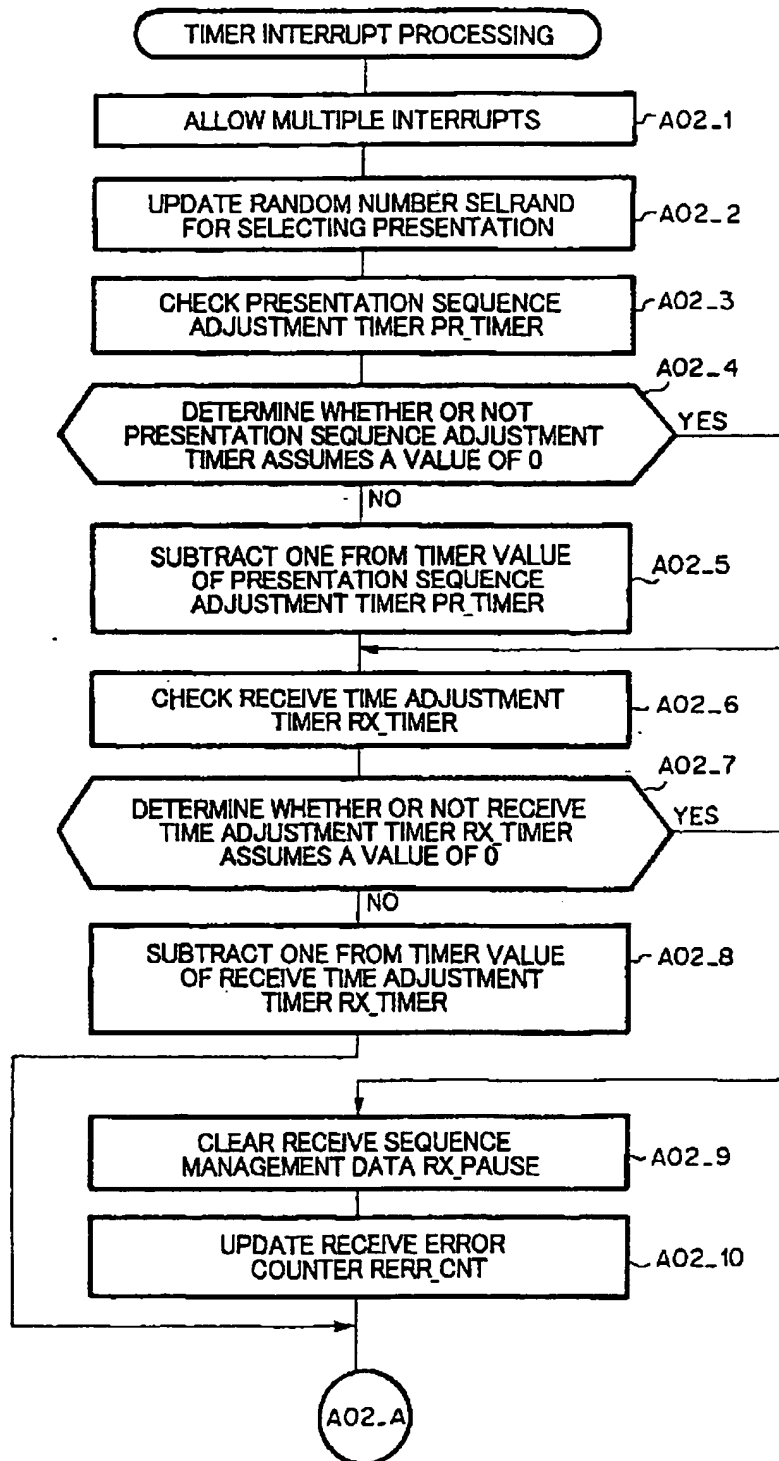 TIMER INTERRUPT PROCESSING
ALLOW MULTIPLE INTERRUPTS
A02_1
UPDATE RANDOM NUMBER SELRAND
FOR SELECTING PRESENTATION
A02_2
CHECK PRESENTATION SEQUENCE
ADJUSTMENT TIMER PR_TIMER
A02_3
A02_4
DETERMINE WHETHER OR NOT
PRESENTATION SEQUENCE ADJUSTMENT
TIMER ASSUMES A VALUE OF 0
YES
NO
SUBTRACT ONE FROM TIMER VALUE
OF PRESENTATION SEQUENCE
ADJUSTMENT TIMER PR_TIMER
A02_5
CHECK RECEIVE TIME ADJUSTMENT
TIMER RX_TIMER
A02_6
A02_7
DETERMINE WHETHER OR NOT RECEIVE
TIME ADJUSTMENT TIMER RX_TIMER
ASSUMES A VALUE OF 0
YES
NO
SUBTRACT ONE FROM TIMER VALUE
OF RECEIVE TIME ADJUSTMENT
TIMER RX_TIMER
A02_8
CLEAR RECEIVE SEQUENCE
MANAGEMENT DATA RX_PAUSE
A02_9
UPDATE RECEIVE ERROR
COUNTER RERR_CNT
A02_10
A02_A